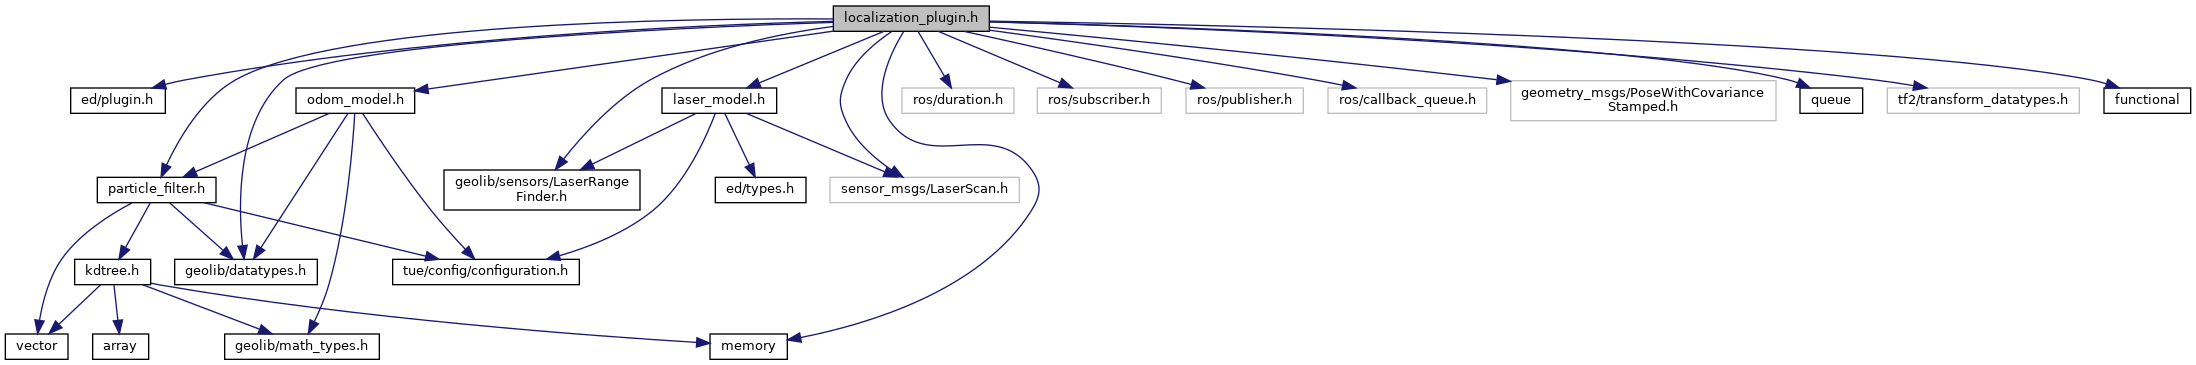 localization_plugin.h
ed/plugin.h
odom_model.h
laser_model.h
ros/duration.h
ros/subscriber.h
ros/publisher.h
ros/callback_queue.h
geometry_msgs/PoseWithCovariance
Stamped.h
queue
tf2/transform_datatypes.h
functional
particle_filter.h
geolib/sensors/LaserRange
Finder.h
ed/types.h
sensor_msgs/LaserScan.h
kdtree.h
geolib/datatypes.h
tue/config/configuration.h
vector
array
geolib/math_types.h
memory